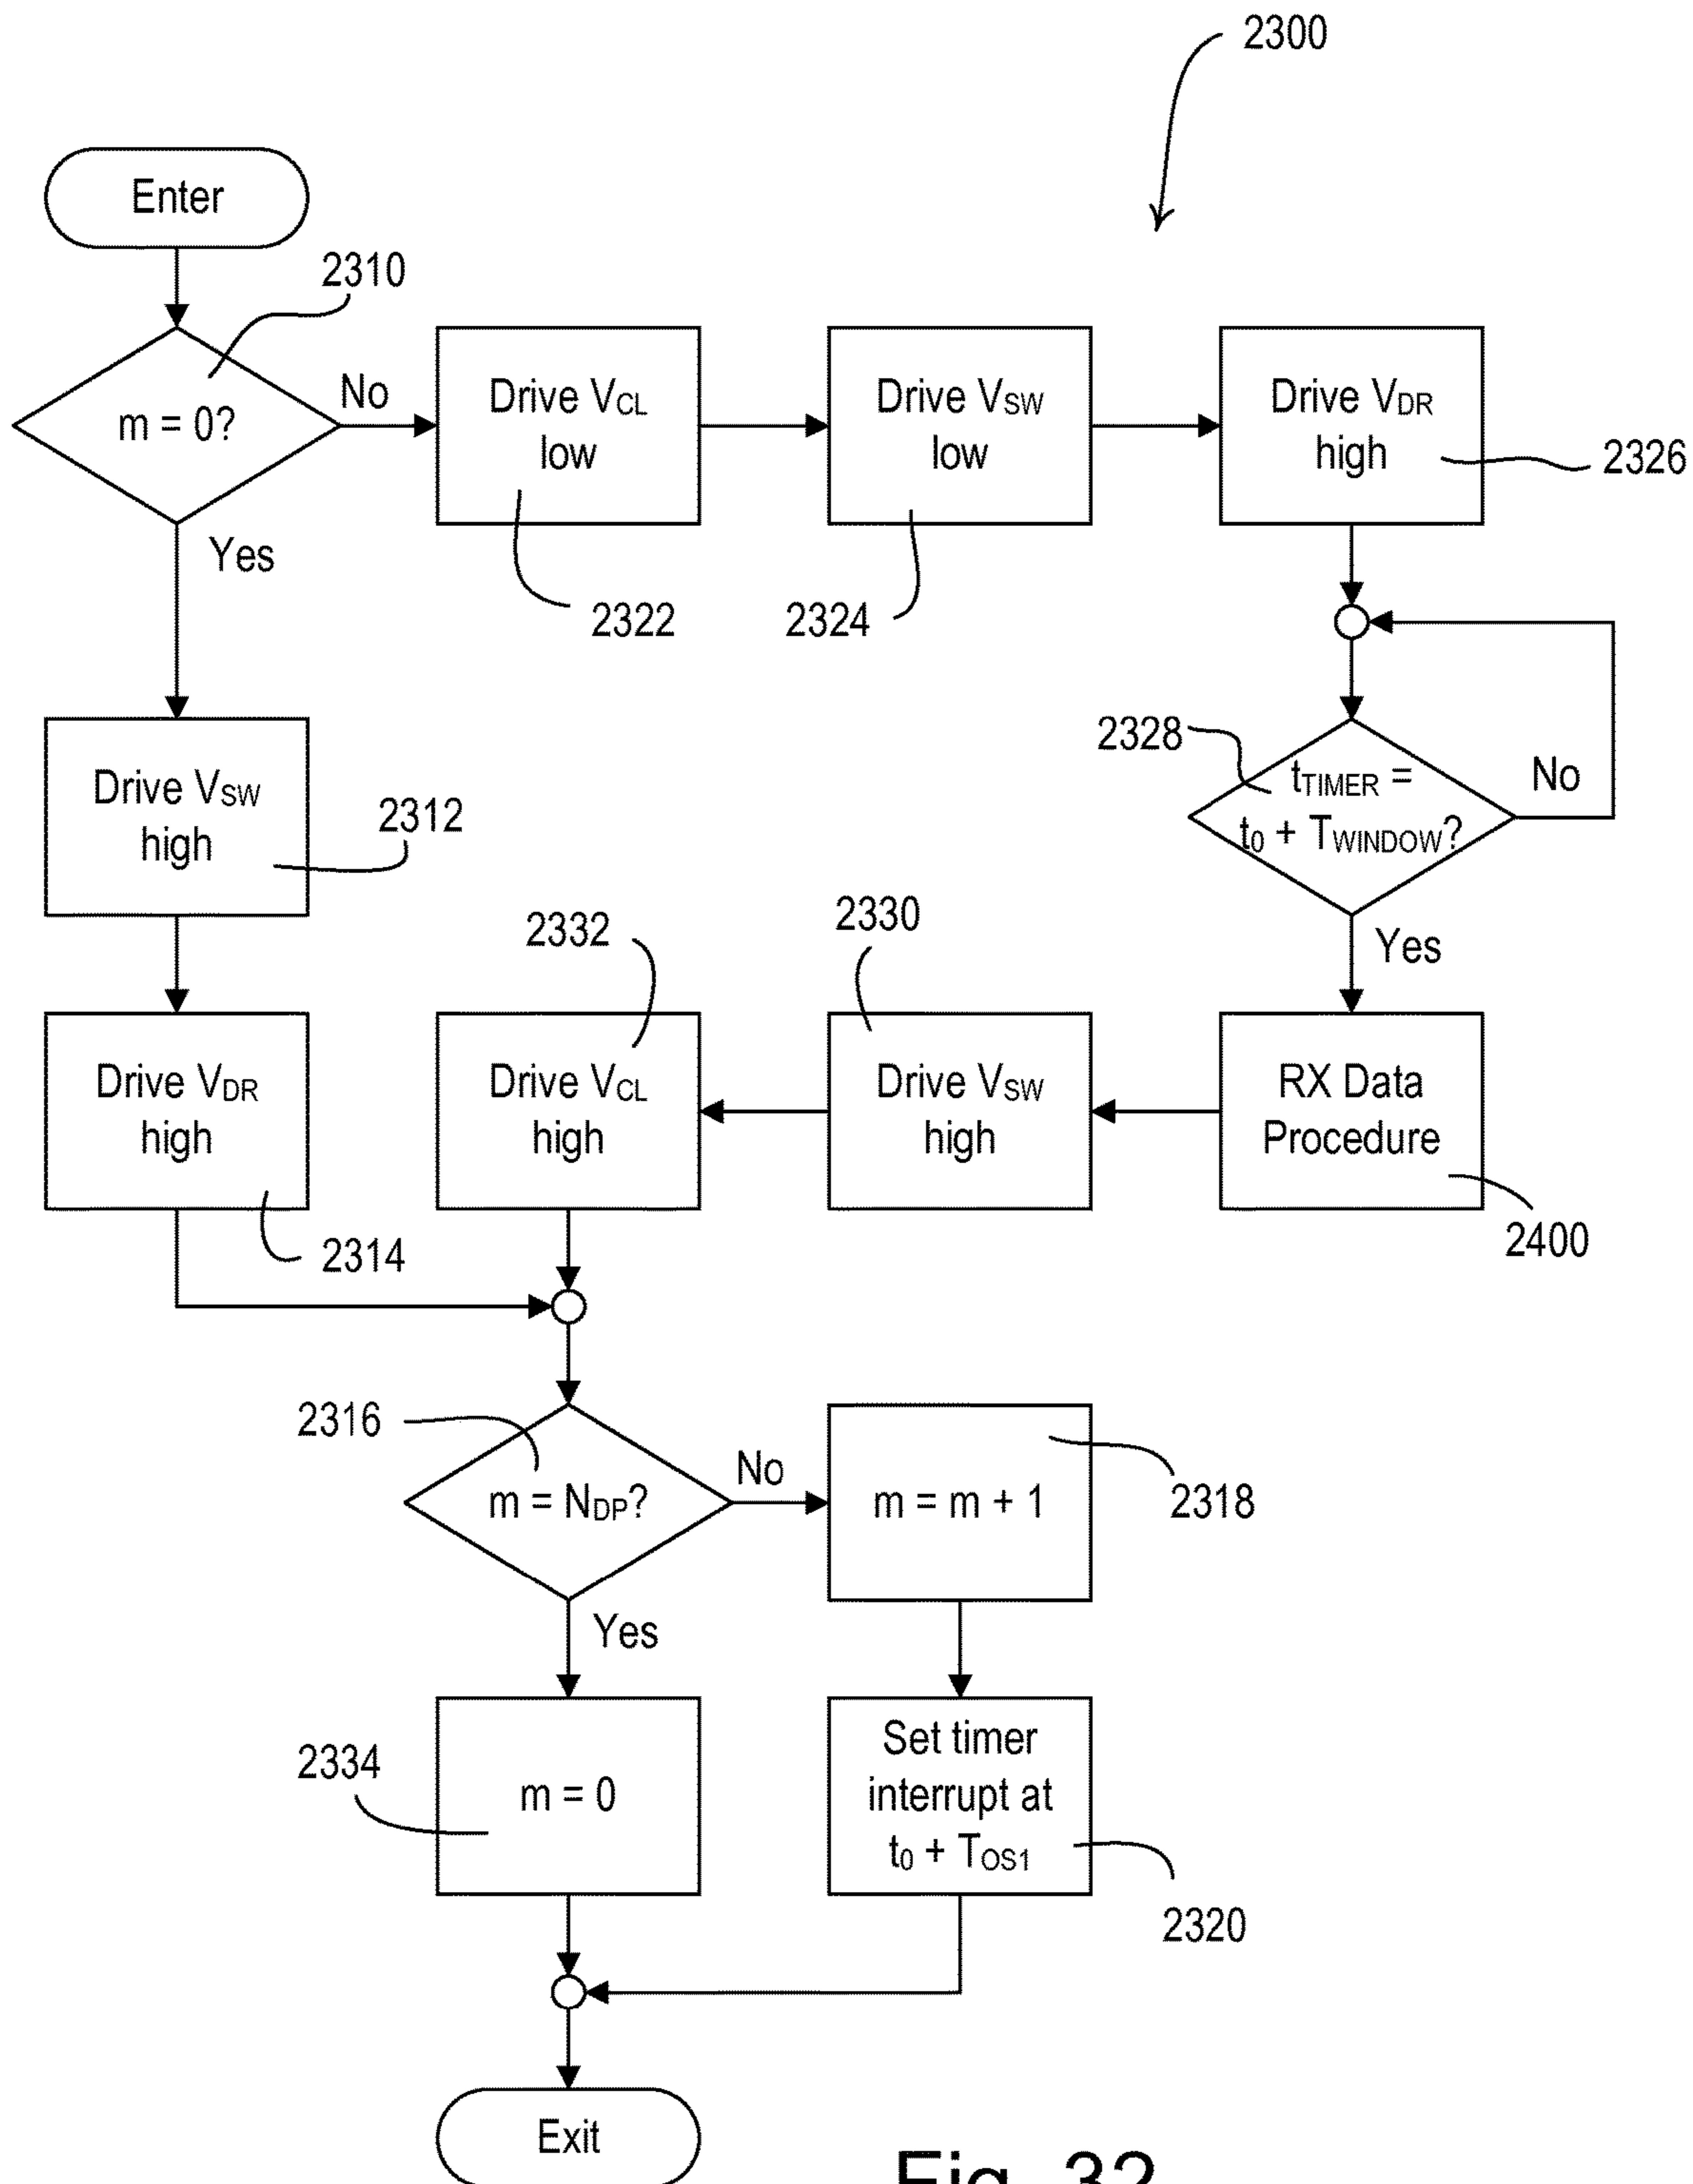 2300
Enter
2310
m = 0?
No
Yes
Drive VCL
low
2322
Drive VSW
low
2324
Drive VDR
high
2326
2328
tTIMER =
t0 + TWINDOW?
No
Yes
Drive VSW
high
2312
Drive VDR
high
2314
2332
Drive VCL
high
2330
Drive VSW
high
RX Data
Procedure
2400
2316
m = NDP?
No
Yes
m = m + 1
2318
2334
m = 0
Set timer
interrupt at
t0 + TOS1
2320
Exit
Fig. 32